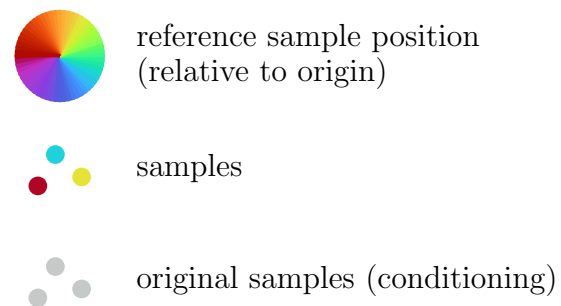 reference sample position
(relative to origin)
samples
original samples (conditioning)